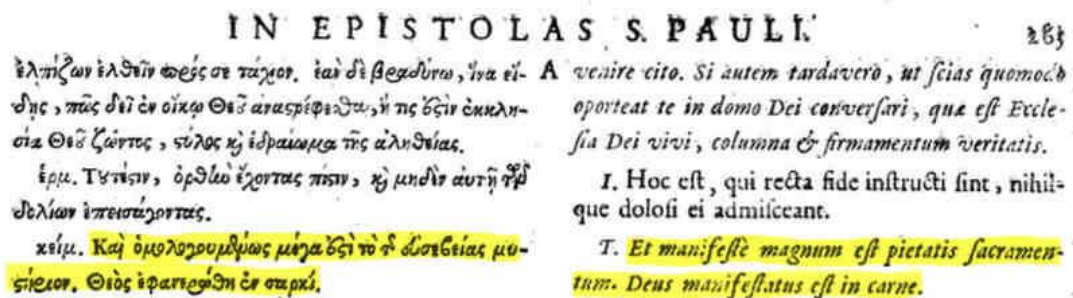 IN EPISTOLAS S. PAULI. 263
ἐλπίζων ἐλθεῖν πρός σε τάχιον. ἐὰν δὲ βραδύνω, ἵνα εἰ-
δῇς, πῶς δεῖ ἐν οἴκῳ Θεοῦ ἀναστρέφεσθαι, ἥ τις ἐστὶν ἐκκλη-
σία Θεοῦ ζῶντος, στύλος καὶ ἑδραίωμα τῆς ἀληθείας.
ἑρμ. Τουτέστιν, ὀρθὴν ἔχοντας πίστιν, καὶ μηδὲν αὐτῇ τῶν
δολίων ἐπεισάγοντας.
κείμ. Καὶ ὁμολογουμένως μέγα ἐστὶ τὸ τῆς εὐσεβείας μυ-
στήριον. Θεὸς ἐφανερώθη ἐν σαρκί.
A venire cito. Si autem tardavero, ut scias quomodo
oporteat te in domo Dei conversari, quæ est Eccle-
sia Dei vivi, columna & firmamentum veritatis.
I. Hoc est, qui recta fide instructi sint, nihil-
que dolosi ei admisceant.
T. Et manifestè magnum est pietatis sacramen-
tum. Deus manifestatus est in carne.